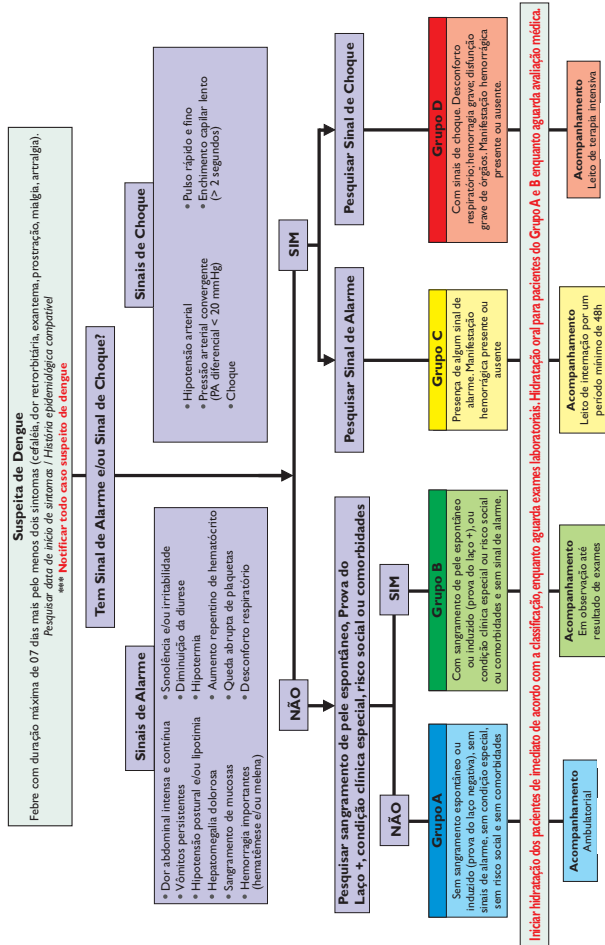 Suspeita de Dengue
Febre com duração máxima de 07 dias mais pelo menos dois sintomas (cefaléia, dor retrorbitária, exantema, prostração, mialgia, artralgia).
Pesquisar data de início de sintomas / História epidemiológica compatível
*** Notificar todo caso suspeito de dengue
Tem Sinal de Alarme e/ou Sinal de Choque?
Sinais de Alarme
• Dor abdominal intensa e contínua
• Vômitos persistentes
• Hipotensão postural e/ou lipotimia
• Hepatomegalia dolorosa
• Sangramento de mucosas
• Hemorragia importantes
(hematêmese e/ou melena)
• Sonolência e/ou irritabilidade
• Diminuição da diurese
• Hipotermia
• Aumento repentino de hematócrito
• Queda abrupta de plaquetas
• Desconforto respiratório
Sinais de Choque
• Hipotensão arterial
• Pressão arterial convergente
(PA diferencial < 20 mmHg)
• Choque
• Pulso rápido e fino
• Enchimento capilar lento
(> 2 segundos)
NÃO
SIM
Pesquisar sangramento de pele espontâneo, Prova do
Laço +, condição clínica especial, risco social ou comorbidades
Pesquisar Sinal de Alarme
Pesquisar Sinal de Choque
NÃO
SIM
Grupo A
Sem sangramento espontâneo ou
induzido (prova do laço negativa), sem
sinais de alarme, sem condição especial,
sem risco social e sem comorbidades
Grupo B
Com sangramento de pele espontâneo
ou induzido (prova do laço +), ou
condição clínica especial ou risco social
ou comorbidades e sem sinal de alarme.
Grupo C
Presença de algum sinal de
alarme. Manifestação
hemorrágica presente ou
ausente
Grupo D
Com sinais de choque. Desconforto
respiratório; hemorragia grave; disfunção
grave de órgãos. Manifestação hemorrágica
presente ou ausente.
Iniciar hidratação dos pacientes de imediato de acordo com a classificação, enquanto aguarda exames laboratoriais. Hidratação oral para pacientes do Grupo A e B enquanto aguarda avaliação médica.
Acompanhamento
Ambulatorial
Acompanhamento
Em observação até
resultado de exames
Acompanhamento
Leito de internação por um
período mínimo de 48h
Acompanhamento
Leito de terapia intensiva